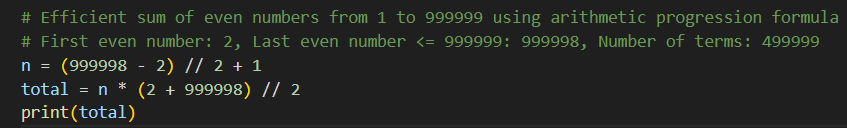 # Efficient sum of even numbers from 1 to 999999 using arithmetic progression formula
# First even number: 2, Last even number <= 999999: 999998, Number of terms: 499999
n = (999998 - 2) // 2 + 1
total = n * (2 + 999998) // 2
print(total)